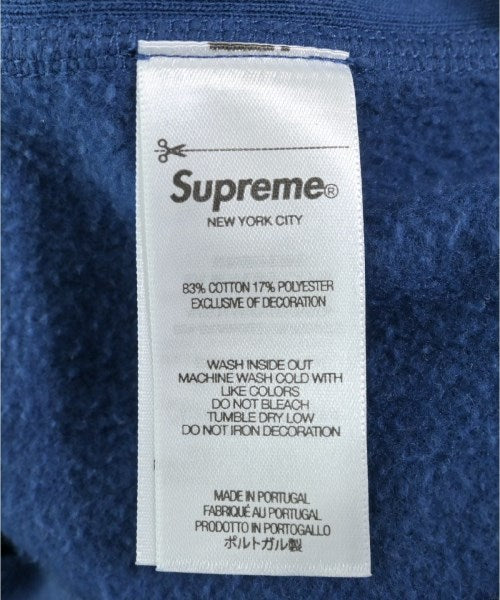 Supreme®
NEW YORK CITY
83% COTTON 17% POLYESTER
EXCLUSIVE OF DECORATION
WASH INSIDE OUT
MACHINE WASH COLD WITH
LIKE COLORS
DO NOT BLEACH
TUMBLE DRY LOW
DO NOT IRON DECORATION
MADE IN PORTUGAL
FABRIQUÉ AU PORTUGAL
PRODOTTO IN PORTOGALLO
ポルトガル製